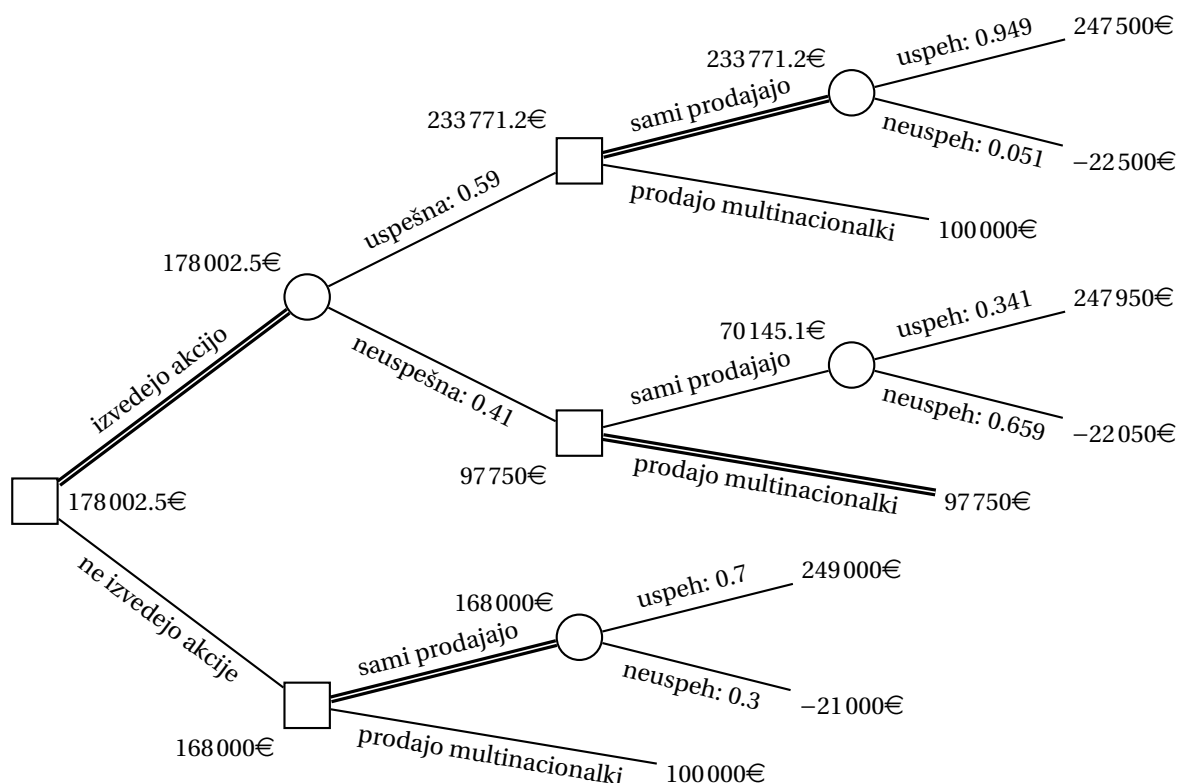 uspeh: 0.949
247 500€
233 771.2€
sami prodajajo
neuspeh: 0.051
−22 500€
233 771.2€
prodajo multinacionalki
100 000€
uspešna: 0.59
178 002.5€
izvedejo akcijo
neuspešna: 0.41
uspeh: 0.341
247 950€
70 145.1€
sami prodajajo
neuspeh: 0.659
−22 050€
97 750€
prodajo multinacionalki
97 750€
178 002.5€
ne izvedejo akcije
uspeh: 0.7
249 000€
168 000€
sami prodajajo
neuspeh: 0.3
−21 000€
168 000€
prodajo multinacionalki
100 000€